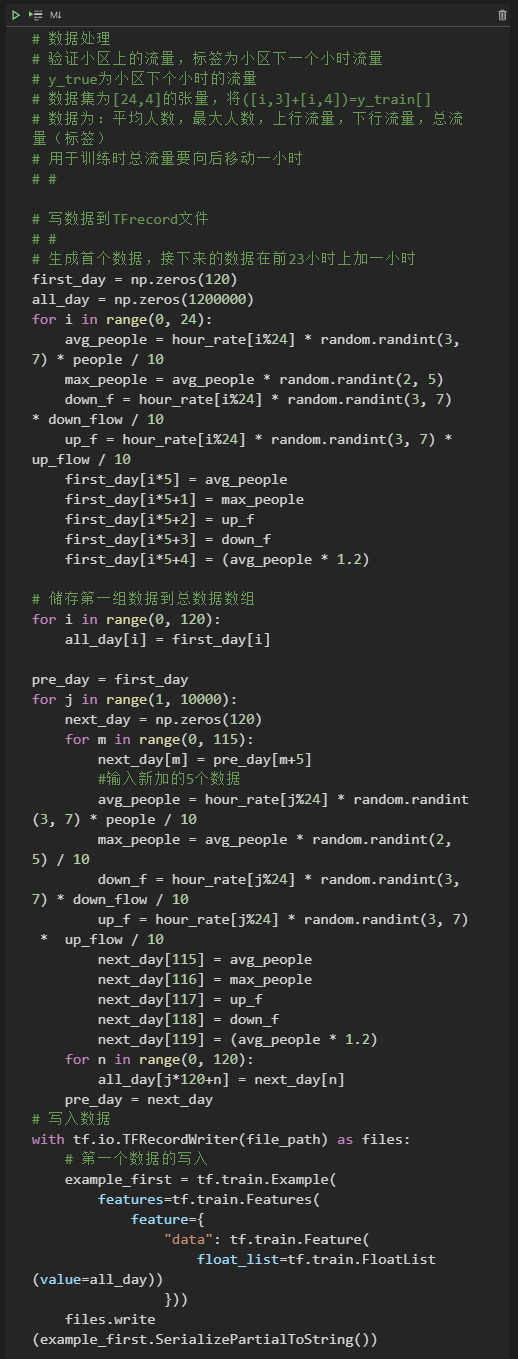 M↓
# 数据处理
# 验证小区上的流量，标签为小区下一个小时流量
# y_true为小区下个小时的流量
# 数据集为[24,4]的张量，将([i,3]+[i,4])=y_train[]
# 数据为：平均人数，最大人数，上行流量，下行流量，总流
量（标签）
# 用于训练时总流量要向后移动一小时
# #
# 写数据到TFrecord文件
# #
# 生成首个数据，接下来的数据在前23小时上加一小时
first_day = np.zeros(120)
all_day = np.zeros(1200000)
for i in range(0, 24):
    avg_people = hour_rate[i%24] * random.randint(3,
7) * people / 10
    max_people = avg_people * random.randint(2, 5)
    down_f = hour_rate[i%24] * random.randint(3, 7)
* down_flow / 10
    up_f = hour_rate[i%24] * random.randint(3, 7) *
up_flow / 10
    first_day[i*5] = avg_people
    first_day[i*5+1] = max_people
    first_day[i*5+2] = up_f
    first_day[i*5+3] = down_f
    first_day[i*5+4] = (avg_people * 1.2)
# 储存第一组数据到总数据数组
for i in range(0, 120):
    all_day[i] = first_day[i]
pre_day = first_day
for j in range(1, 10000):
    next_day = np.zeros(120)
    for m in range(0, 115):
        next_day[m] = pre_day[m+5]
        #输入新加的5个数据
        avg_people = hour_rate[j%24] * random.randint
(3, 7) * people / 10
        max_people = avg_people * random.randint(2,
5) / 10
        down_f = hour_rate[j%24] * random.randint(3,
7) * down_flow / 10
        up_f = hour_rate[j%24] * random.randint(3, 7)
 *  up_flow / 10
        next_day[115] = avg_people
        next_day[116] = max_people
        next_day[117] = up_f
        next_day[118] = down_f
        next_day[119] = (avg_people * 1.2)
    for n in range(0, 120):
        all_day[j*120+n] = next_day[n]
    pre_day = next_day
# 写入数据
with tf.io.TFRecordWriter(file_path) as files:
    # 第一个数据的写入
    example_first = tf.train.Example(
        features=tf.train.Features(
            feature={
                "data": tf.train.Feature(
                    float_list=tf.train.FloatList
(value=all_day))
                }))
    files.write
(example_first.SerializePartialToString())